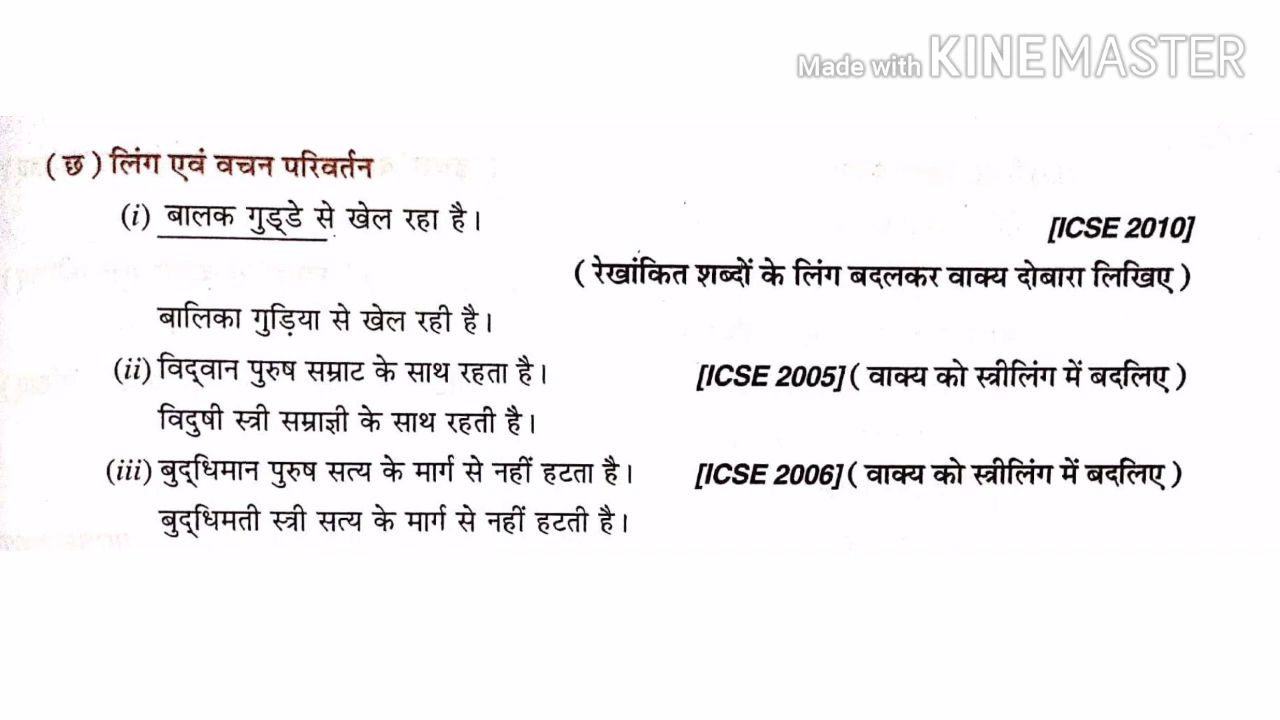 Made with KINEMASTER
( छ ) लिंग एवं वचन परिवर्तन
(i) बालक गुड्डे से खेल रहा है। [ICSE 2010]
( रेखांकित शब्दों के लिंग बदलकर वाक्य दोबारा लिखिए )
बालिका गुड़िया से खेल रही है।
(ii) विद्वान पुरुष सम्राट के साथ रहता है। [ICSE 2005] ( वाक्य को स्त्रीलिंग में बदलिए )
विदुषी स्त्री सम्राज्ञी के साथ रहती है।
(iii) बुद्धिमान पुरुष सत्य के मार्ग से नहीं हटता है। [ICSE 2006] ( वाक्य को स्त्रीलिंग में बदलिए )
बुद्धिमती स्त्री सत्य के मार्ग से नहीं हटती है।